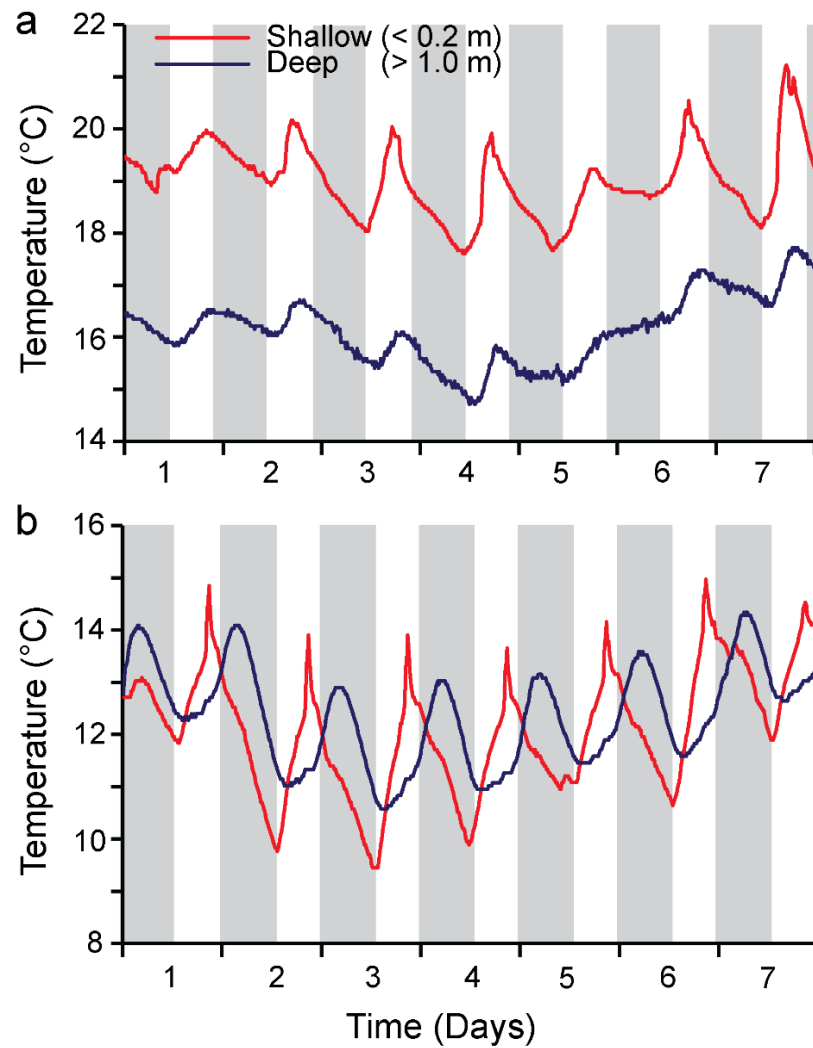 a
Shallow (< 0.2 m)
Deep (> 1.0 m)
Temperature (°C)
22
20
18
16
14
1 2 3 4 5 6 7
b
Temperature (°C)
16
14
12
10
8
1 2 3 4 5 6 7
Time (Days)